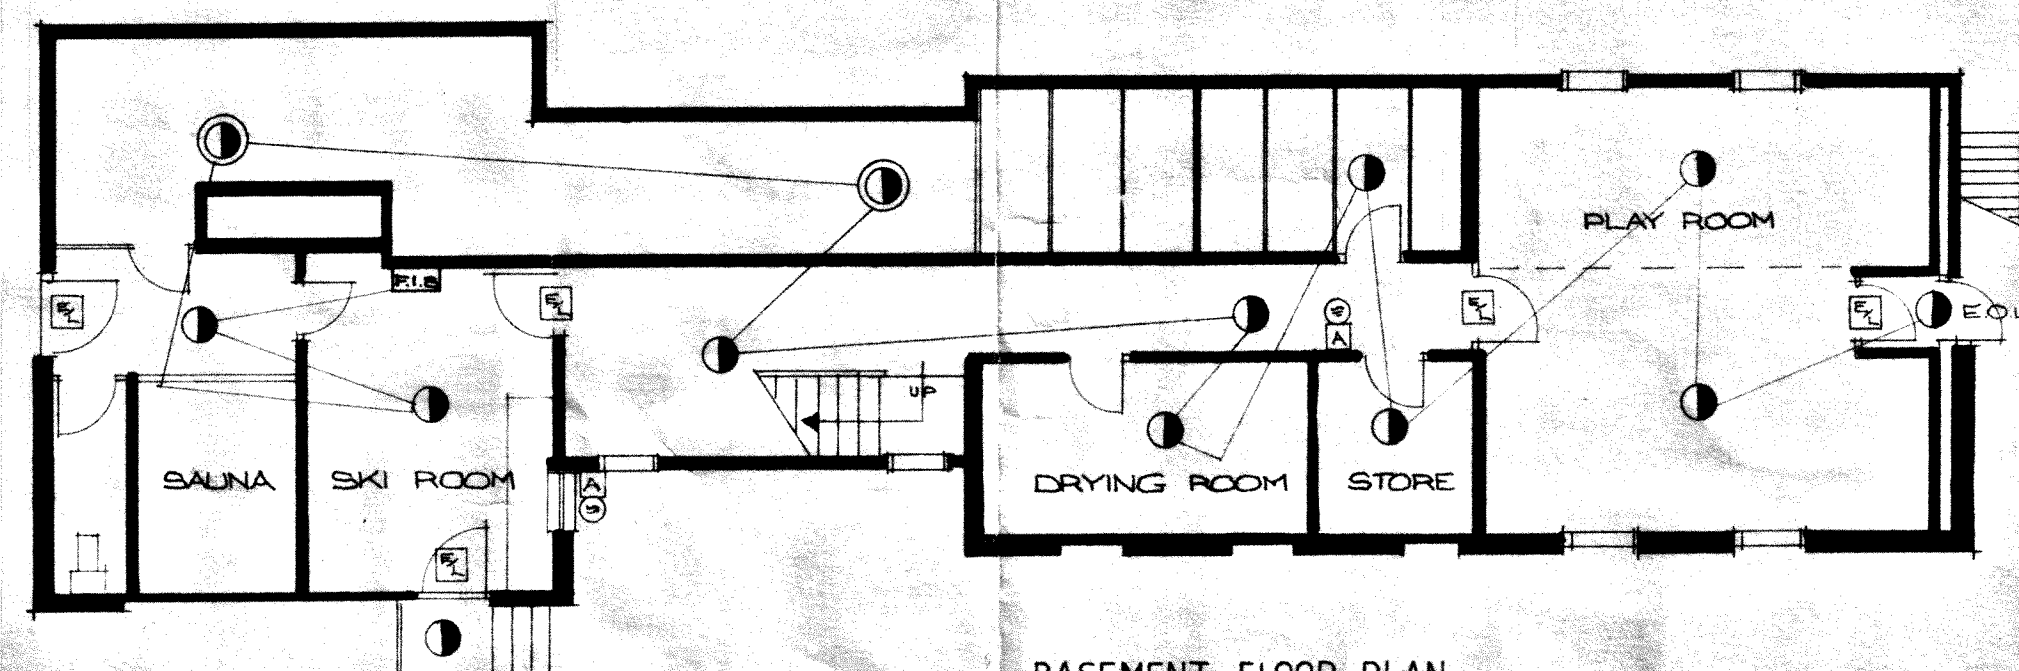 PLAY ROOM
E/L
F.I.B
E/L
E/L
E/L
A
UP
SAUNA
SKI ROOM
A
DRYING ROOM
STORE
E/L
BASEMENT FLOOR PLAN